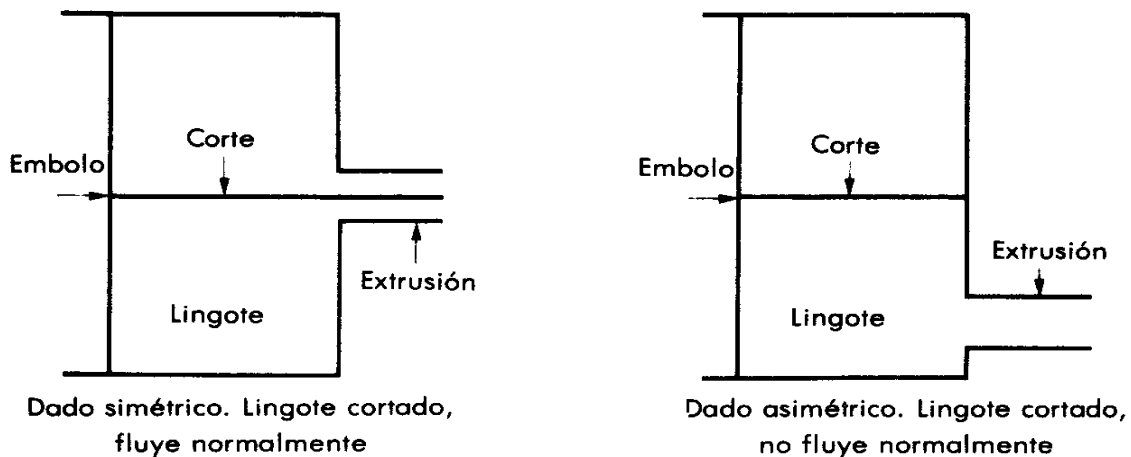 Corte
Embolo
Extrusión
Lingote
Dado simétrico. Lingote cortado,
fluye normalmente
Corte
Embolo
Extrusión
Lingote
Dado asimétrico. Lingote cortado,
no fluye normalmente